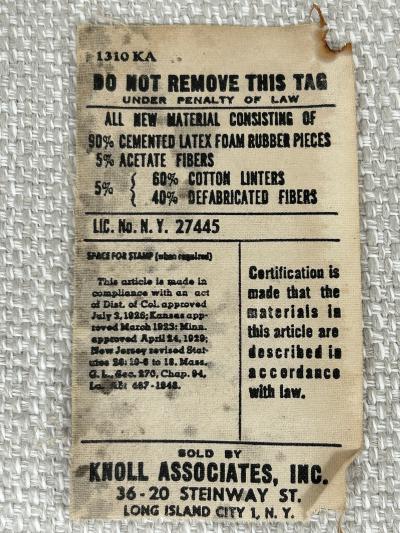 1310 KA
DO NOT REMOVE THIS TAG
UNDER PENALTY OF LAW
ALL NEW MATERIAL CONSISTING OF
90% CEMENTED LATEX FOAM RUBBER PIECES
5% ACETATE FIBERS
5% { 60% COTTON LINTERS
40% DEFABRICATED FIBERS
LIC. No. N. Y. 27445
SPACE FOR STAMP (when required)
This article is made in
compliance with an act
of Dist. of Col. approved
July 3, 1926; Kansas app-
roved March 1923; Minn.
approved April 24, 1929;
New Jersey revised Stat-
utes 26:10-6 to 18. Mass.
G. L., Sec. 270, Chap. 94,
La. 467-1948.
Certification is
made that the
materials in
this article are
described in
accordance
with law.
SOLD BY
KNOLL ASSOCIATES, INC.
36-20 STEINWAY ST.
LONG ISLAND CITY 1, N. Y.